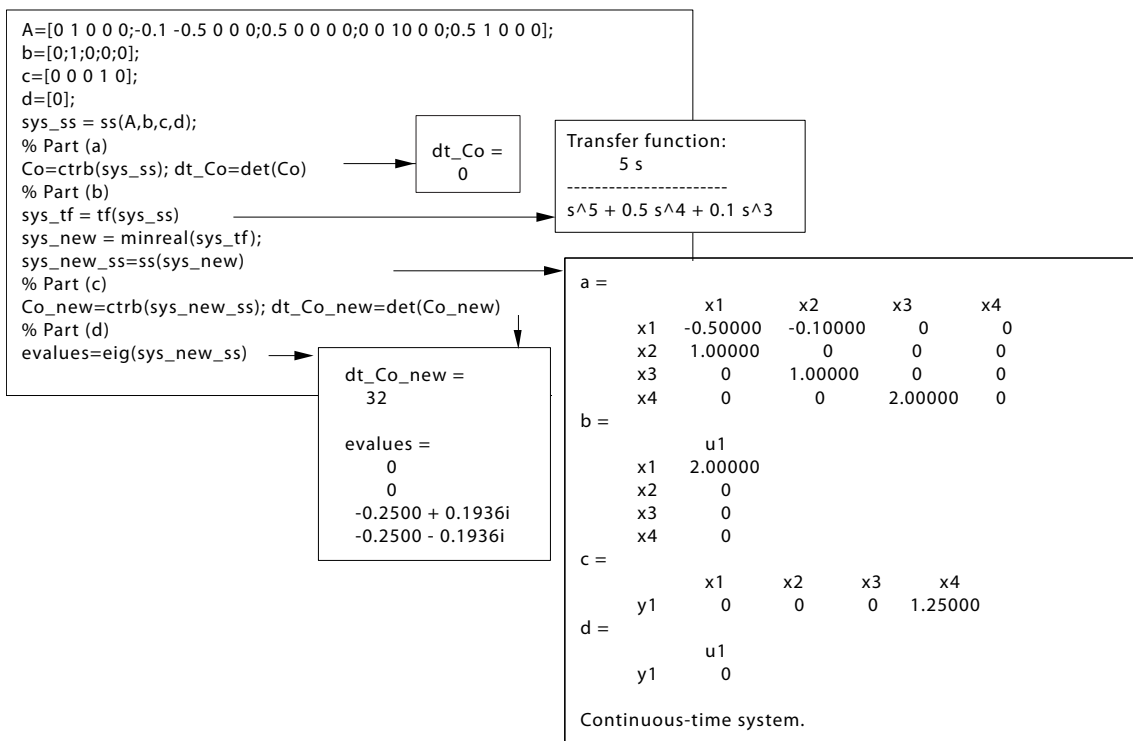 A=[0 1 0 0 0;-0.1 -0.5 0 0 0;0.5 0 0 0 0;0 0 10 0 0;0.5 1 0 0 0];
b=[0;1;0;0;0];
c=[0 0 0 1 0];
d=[0];
sys_ss = ss(A,b,c,d);
% Part (a)
Co=ctrb(sys_ss); dt_Co=det(Co)
% Part (b)
sys_tf = tf(sys_ss)
sys_new = minreal(sys_tf);
sys_new_ss=ss(sys_new)
% Part (c)
Co_new=ctrb(sys_new_ss); dt_Co_new=det(Co_new)
% Part (d)
evalues=eig(sys_new_ss)
dt_Co =
0
Transfer function:
5 s
-----------------------
s^5 + 0.5 s^4 + 0.1 s^3
dt_Co_new =
32
evalues =
0
0
-0.2500 + 0.1936i
-0.2500 - 0.1936i
a =
x1 x2 x3 x4
x1 -0.50000 -0.10000 0 0
x2 1.00000 0 0 0
x3 0 1.00000 0 0
x4 0 0 2.00000 0
b =
u1
x1 2.00000
x2 0
x3 0
x4 0
c =
x1 x2 x3 x4
y1 0 0 0 1.25000
d =
u1
y1 0
Continuous-time system.